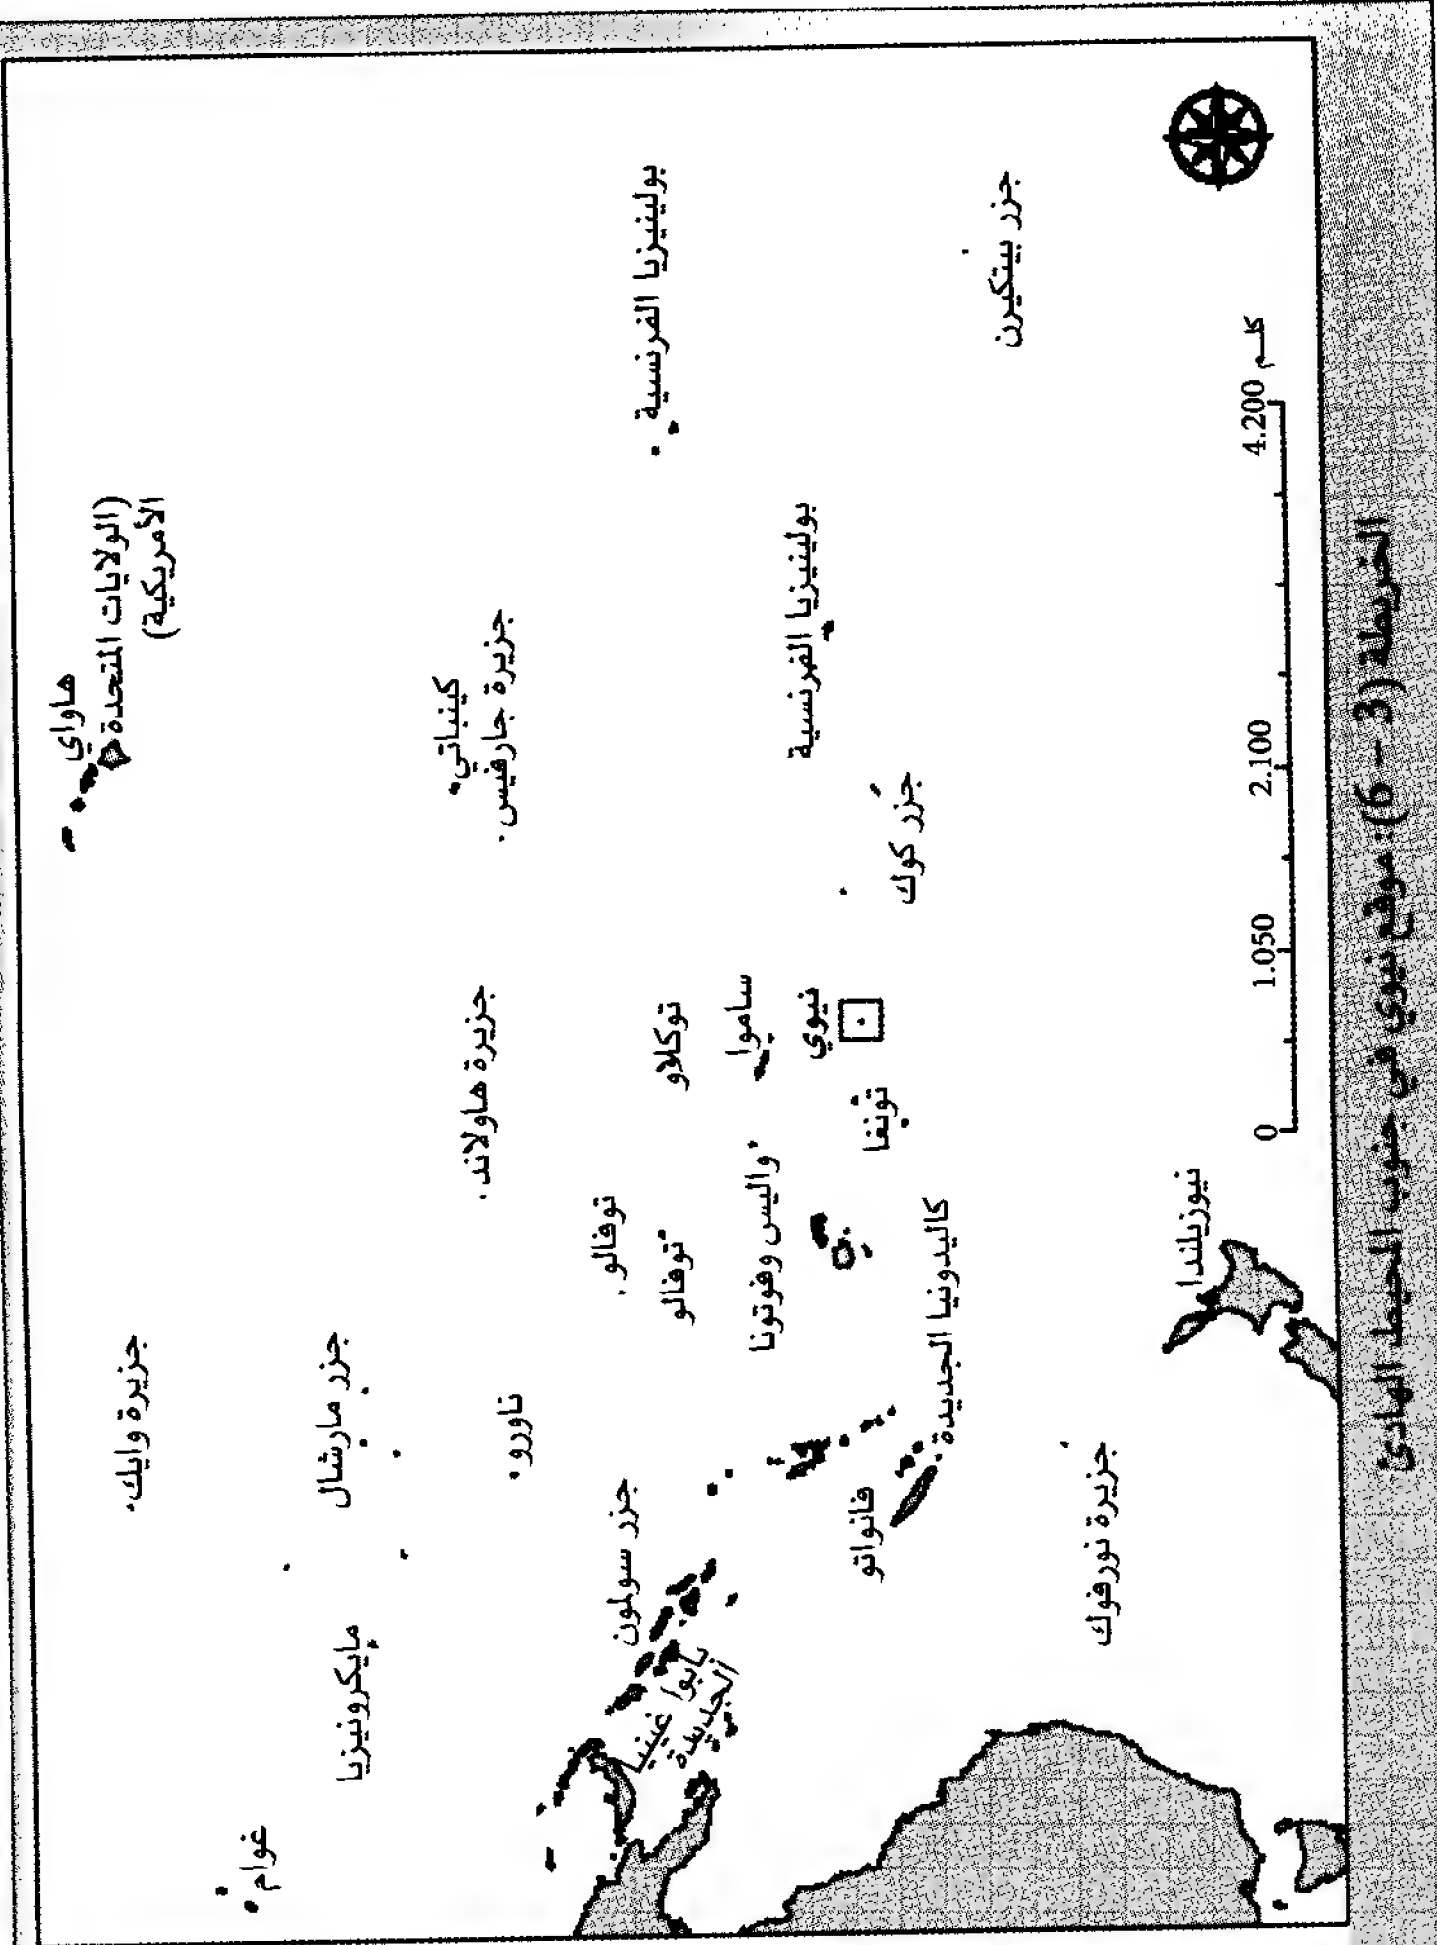 هاواي
(الولايات المتحدة
الأمريكية)
جزيرة وايك
غوام
جزر مارشال
مايكرونيزيا
كينباتي
جزيرة جارفيس
جزيرة هاولاند
ناورو
بولينيزيا الفرنسية
توفالو
توكلاو
توفالو
جزر سولمون
بابوا غينيا
الجديدة
ساموا
واليس وفوتونا
بولينيزيا الفرنسية
نيوي
تونغا
جزر كوك
فانواتو
كاليدونيا الجديدة
جزر بيتكيرن
جزيرة نورفوك
نيوزيلندا
0 1.050 2.100 4.200 كلم
الخريطة (3 – 6): موقع نيوي في جنوب المحيط الهادئ